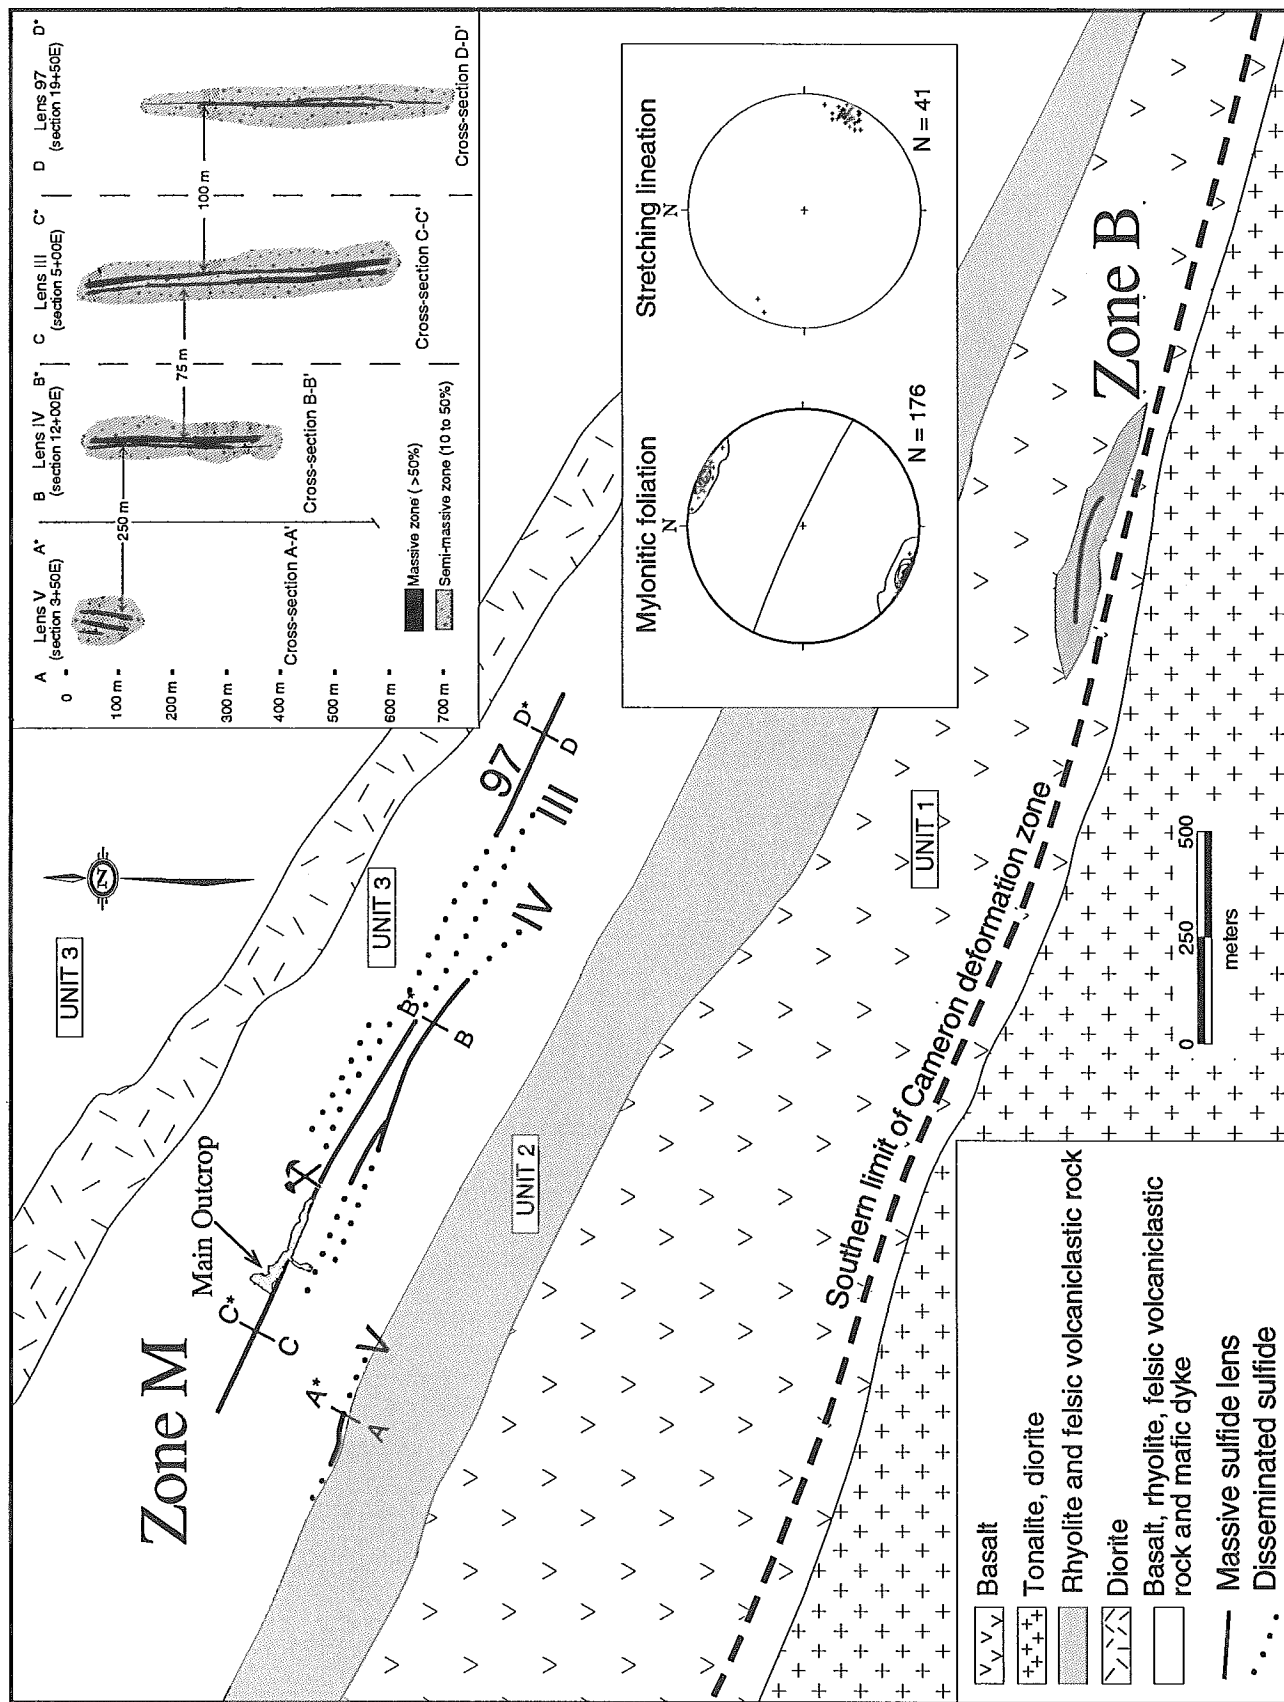 A Lens V A*
(section 3+50E)
B Lens IV B*
(section 12+00E)
C Lens III C*
(section 5+00E)
D Lens 97 D*
(section 19+50E)
0
100 m
200 m
300 m
400 m
500 m
600 m
700 m
250 m
75 m
100 m
Cross-section A-A'
Cross-section B-B'
Cross-section C-C'
Cross-section D-D'
Massive zone ( >50%)
Semi-massive zone (10 to 50%)
N
UNIT 3
UNIT 3
Zone M
Main Outcrop
C*
C
A*
A
V
B*
B
IV
III
97
D*
D
UNIT 2
UNIT 1
Mylonitic foliation
N
N = 176
Stretching lineation
N
N = 41
Zone B
Southern limit of Cameron deformation zone
0 250 500
meters
Basalt
Tonalite, diorite
Rhyolite and felsic volcaniclastic rock
Diorite
Basalt, rhyolite, felsic volcaniclastic
rock and mafic dyke
Massive sulfide lens
Disseminated sulfide